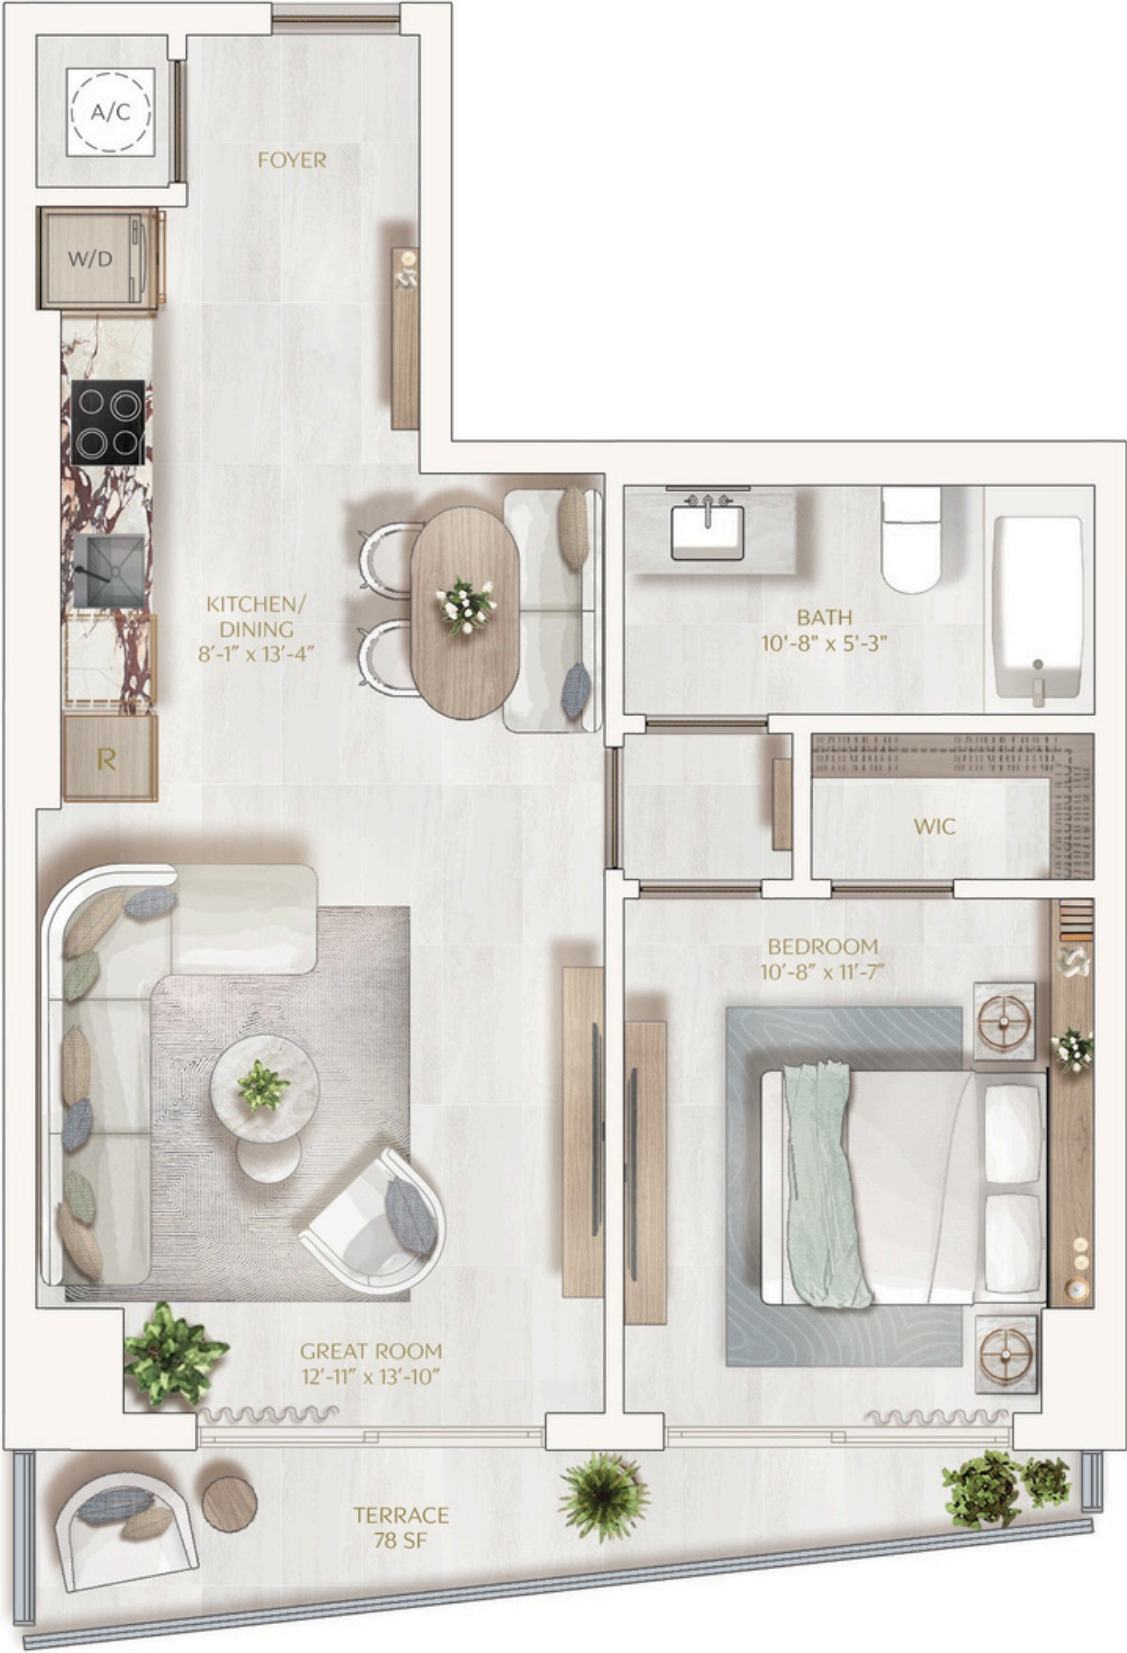 A/C
FOYER
W/D
KITCHEN/
DINING
8'-1" x 13'-4"
BATH
10'-8" x 5'-3"
R
WIC
BEDROOM
10'-8" x 11'-7"
GREAT ROOM
12'-11" x 13'-10"
TERRACE
78 SF